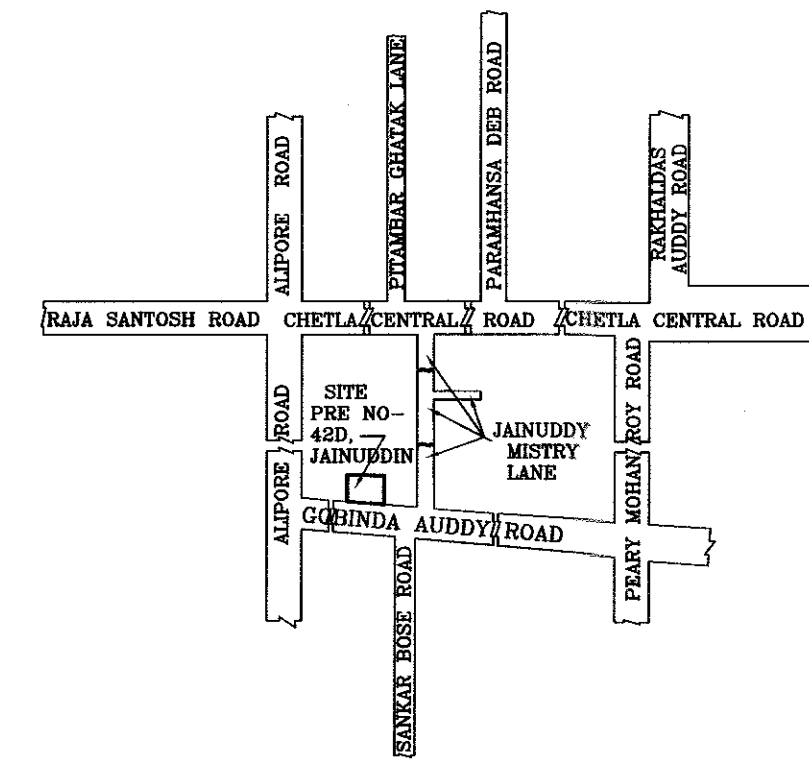 ALIPORE ROAD
PITAMBAR GHATAK LANE
PARAMHANSA DEB ROAD
RAKHALDAS
AUDDY ROAD
RAJA SANTOSH ROAD
CHETLA CENTRAL ROAD
CHETLA CENTRAL ROAD
ALIPORE ROAD
SITE
PRE NO-
42D,
JAINUDDIN
JAINUDDY
MISTRY
LANE
PEARY MOHAN ROY ROAD
GOBINDA AUDDY ROAD
SANKAR BOSE ROAD